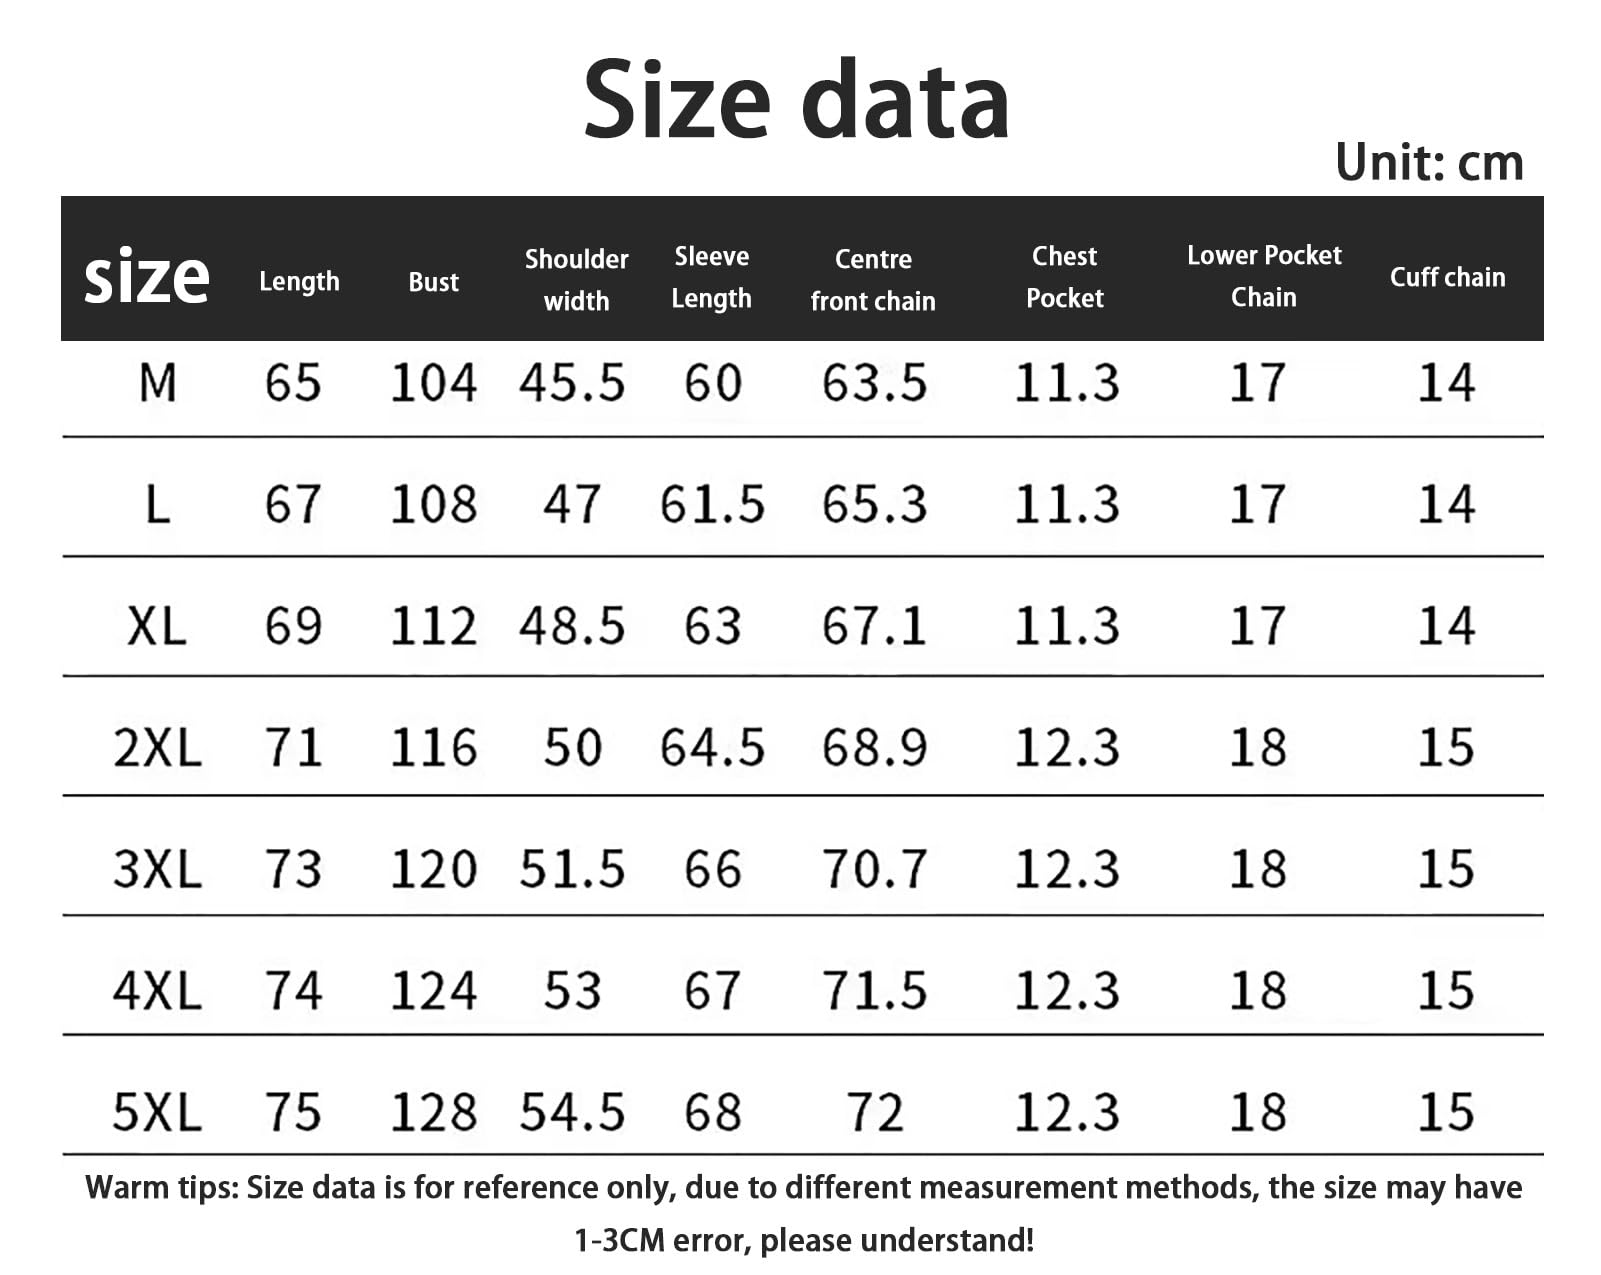 Size data
Unit: cm
size Length Bust Shoulder width Sleeve Length Centre front chain Chest Pocket Lower Pocket Chain Cuff chain
M 65 104 45.5 60 63.5 11.3 17 14
L 67 108 47 61.5 65.3 11.3 17 14
XL 69 112 48.5 63 67.1 11.3 17 14
2XL 71 116 50 64.5 68.9 12.3 18 15
3XL 73 120 51.5 66 70.7 12.3 18 15
4XL 74 124 53 67 71.5 12.3 18 15
5XL 75 128 54.5 68 72 12.3 18 15
Warm tips: Size data is for reference only, due to different measurement methods, the size may have
1-3CM error, please understand!